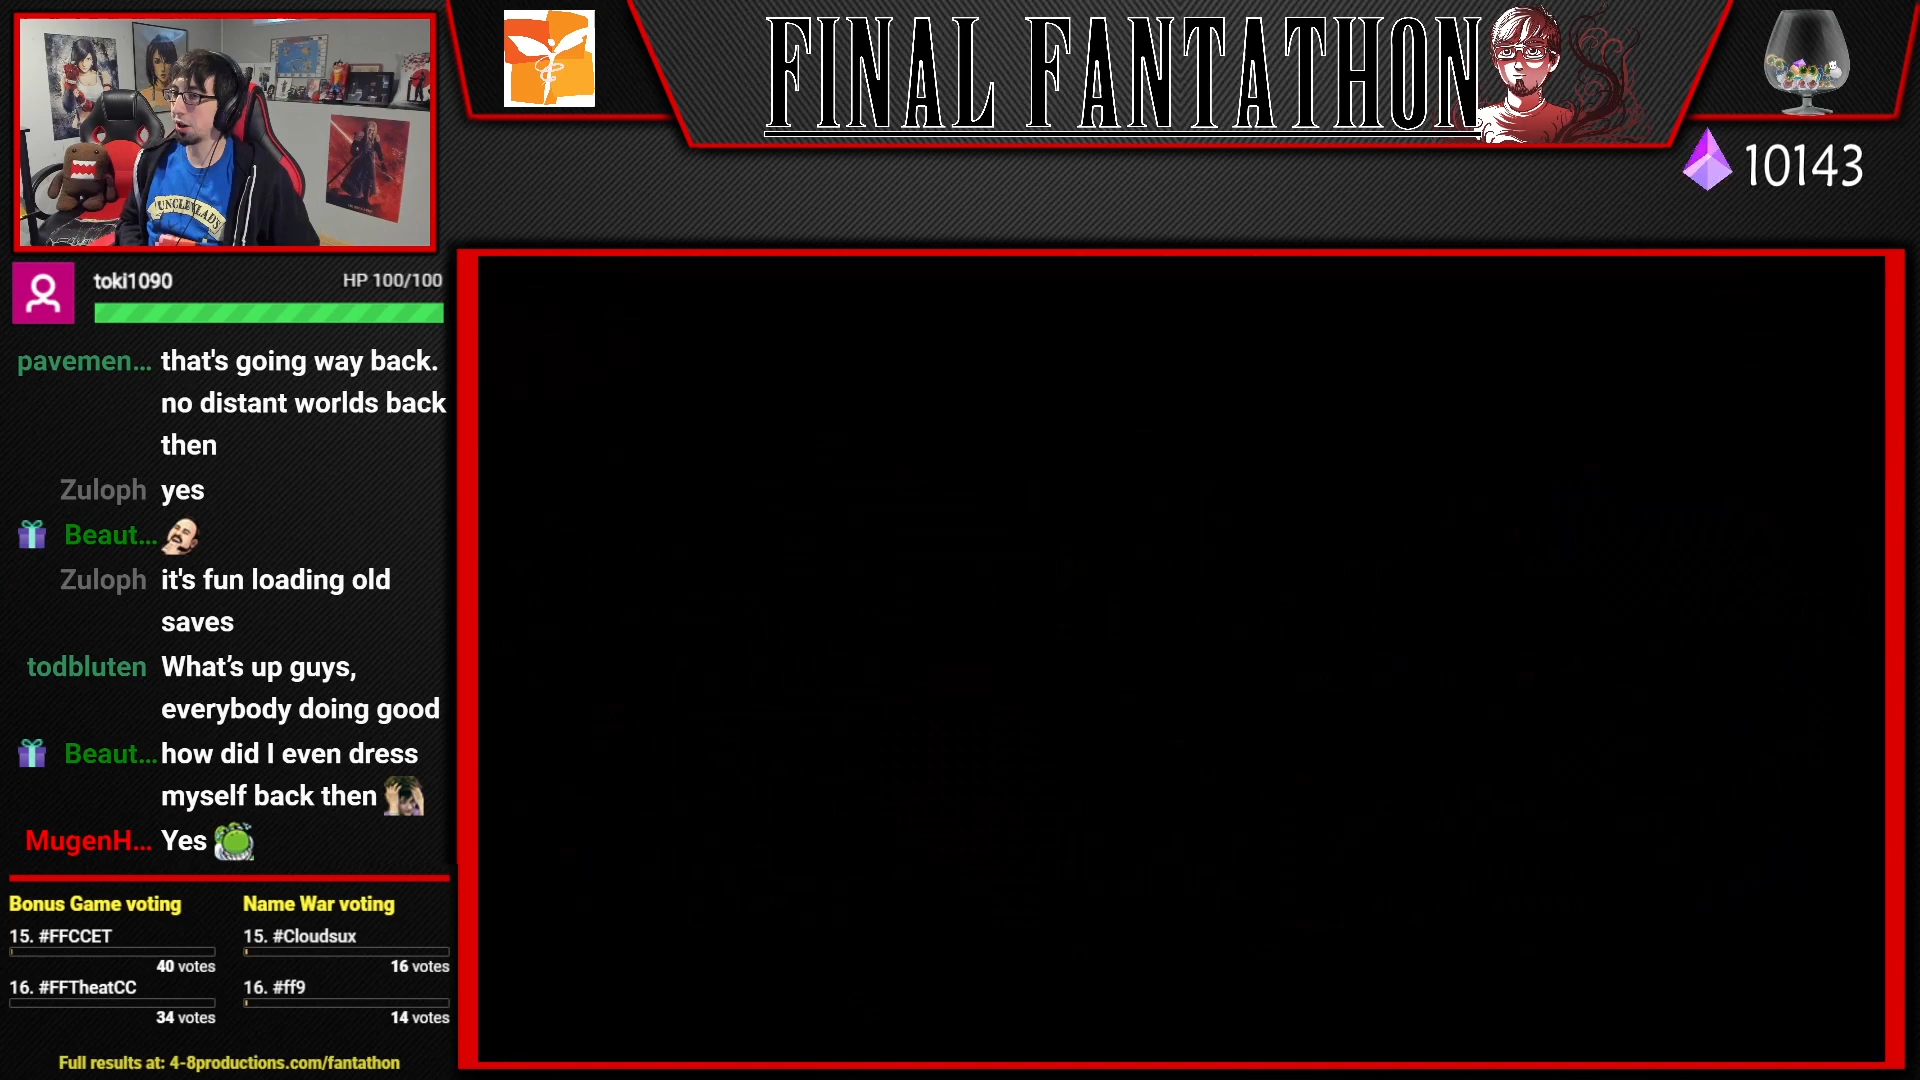 FINAL FANTATHON
10143
UNCLE
toki1090 HP 100/100
pavemen... that's going way back.
no distant worlds back
then
Zuloph yes
Beaut...
Zuloph it's fun loading old
saves
todbluten What’s up guys,
everybody doing good
Beaut... how did I even dress
myself back then
MugenH... Yes
Bonus Game voting
15. #FFCCET
40 votes
16. #FFTheatCC
34 votes
Name War voting
15. #Cloudsux
16 votes
16. #ff9
14 votes
Full results at: 4-8productions.com/fantathon